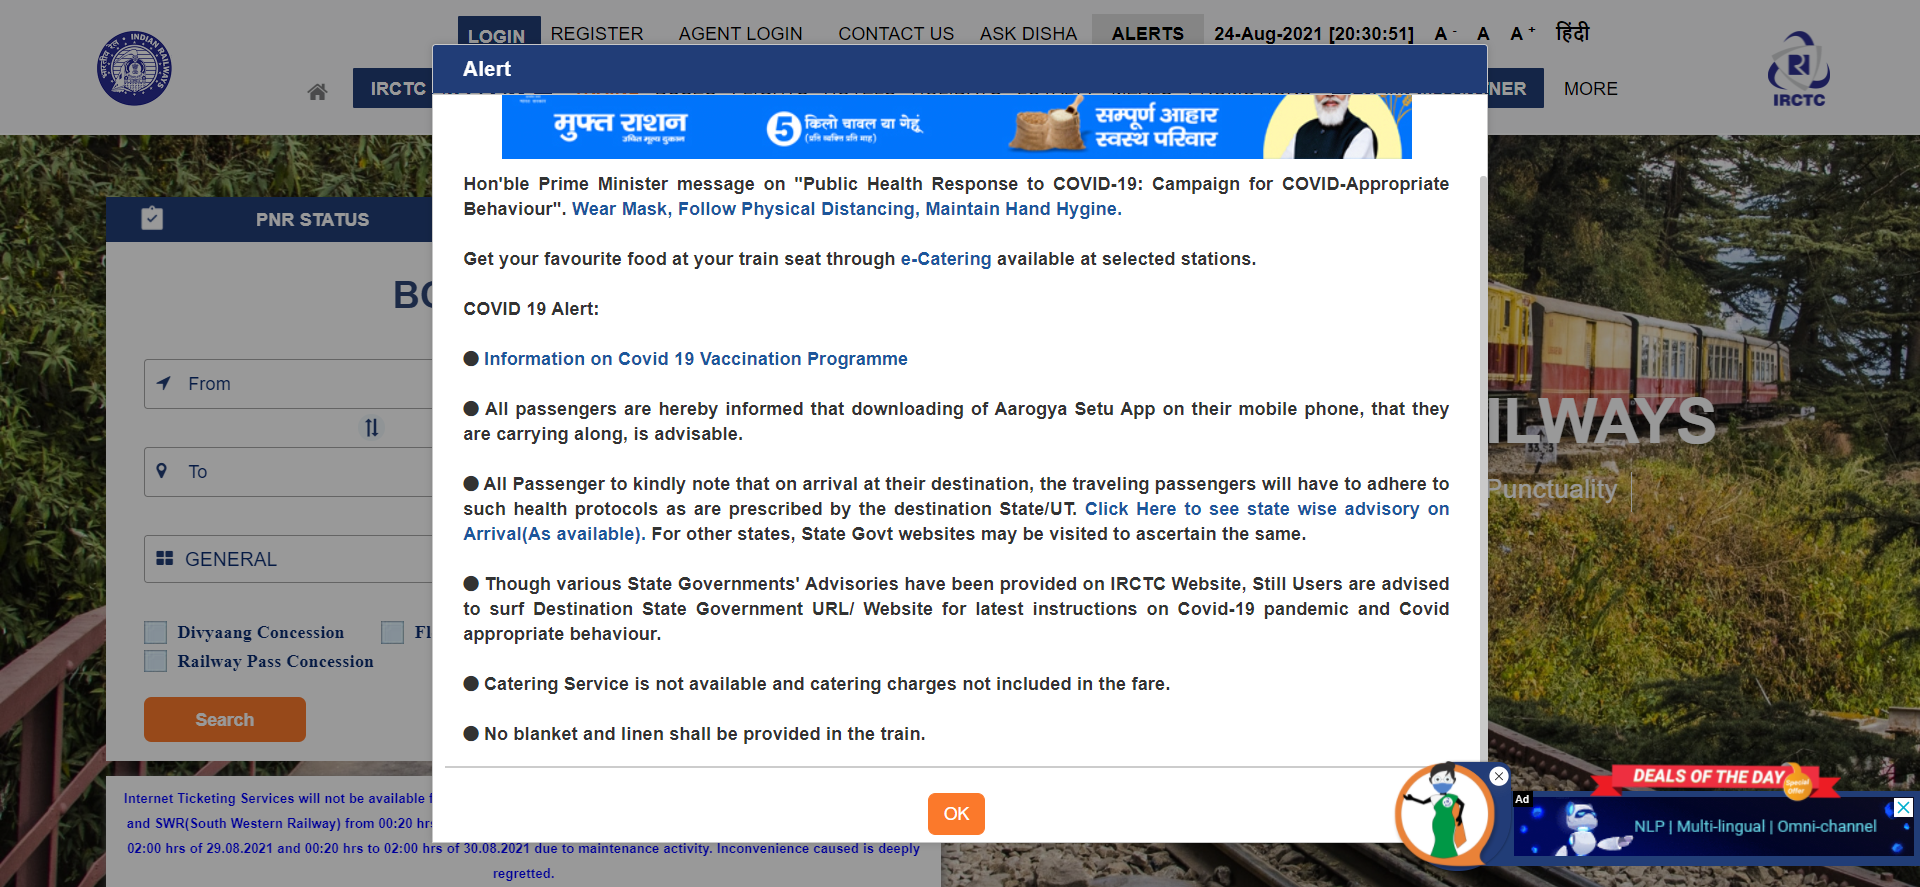 LOGIN REGISTER AGENT LOGIN CONTACT US ASK DISHA ALERTS 24-Aug-2021 [20:30:51] A - A A + हिंदी
IRCTC
NER MORE
IRCTC
Alert
मुफ्त राशन
उचित मूल्य दुकान
5 किलो चावल या गेहूं
(प्रति व्यक्ति प्रति माह)
सम्पूर्ण आहार
स्वस्थ परिवार
Hon'ble Prime Minister message on "Public Health Response to COVID-19: Campaign for COVID-Appropriate
Behaviour". Wear Mask, Follow Physical Distancing, Maintain Hand Hygine.
Get your favourite food at your train seat through e-Catering available at selected stations.
COVID 19 Alert:
● Information on Covid 19 Vaccination Programme
● All passengers are hereby informed that downloading of Aarogya Setu App on their mobile phone, that they
are carrying along, is advisable.
● All Passenger to kindly note that on arrival at their destination, the traveling passengers will have to adhere to
such health protocols as are prescribed by the destination State/UT. Click Here to see state wise advisory on
Arrival(As available). For other states, State Govt websites may be visited to ascertain the same.
● Though various State Governments' Advisories have been provided on IRCTC Website, Still Users are advised
to surf Destination State Government URL/ Website for latest instructions on Covid-19 pandemic and Covid
appropriate behaviour.
● Catering Service is not available and catering charges not included in the fare.
● No blanket and linen shall be provided in the train.
OK
PNR STATUS
BO
From
To
GENERAL
Divyaang Concession
Fl
Railway Pass Concession
Search
Internet Ticketing Services will not be available f
and SWR(South Western Railway) from 00:20 hrs
02:00 hrs of 29.08.2021 and 00:20 hrs to 02:00 hrs of 30.08.2021 due to maintenance activity. Inconvenience caused is deeply
regretted.
ILWAYS
Punctuality
DEALS OF THE DAY
Special
Offer
Ad
NLP | Multi-lingual | Omni-channel